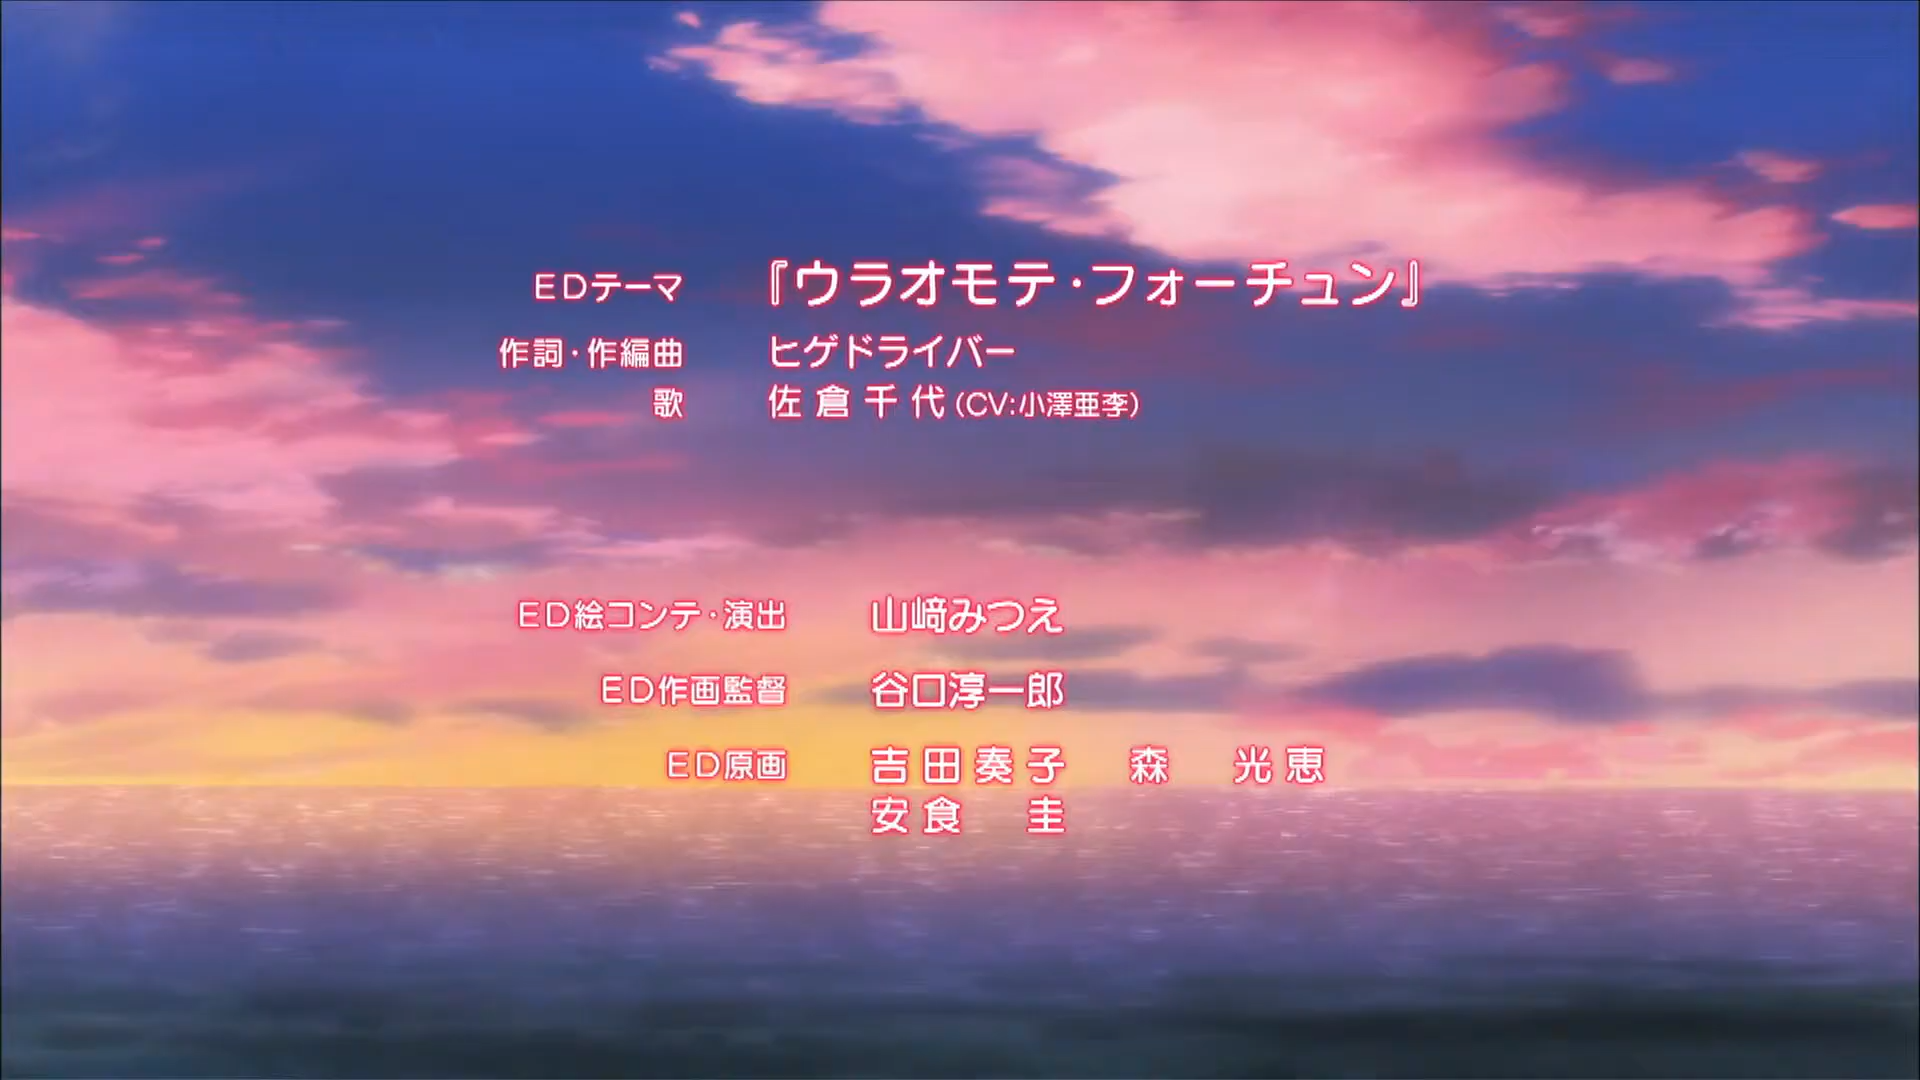 EDテーマ 『ウラオモテ・フォーチュン』
作詞・作編曲 ヒゲドライバー
歌 佐倉千代(CV:小澤亜李)
ED絵コンテ・演出 山﨑みつえ
ED作画監督 谷口淳一郎
ED原画 吉田奏子 森 光恵
安食 圭